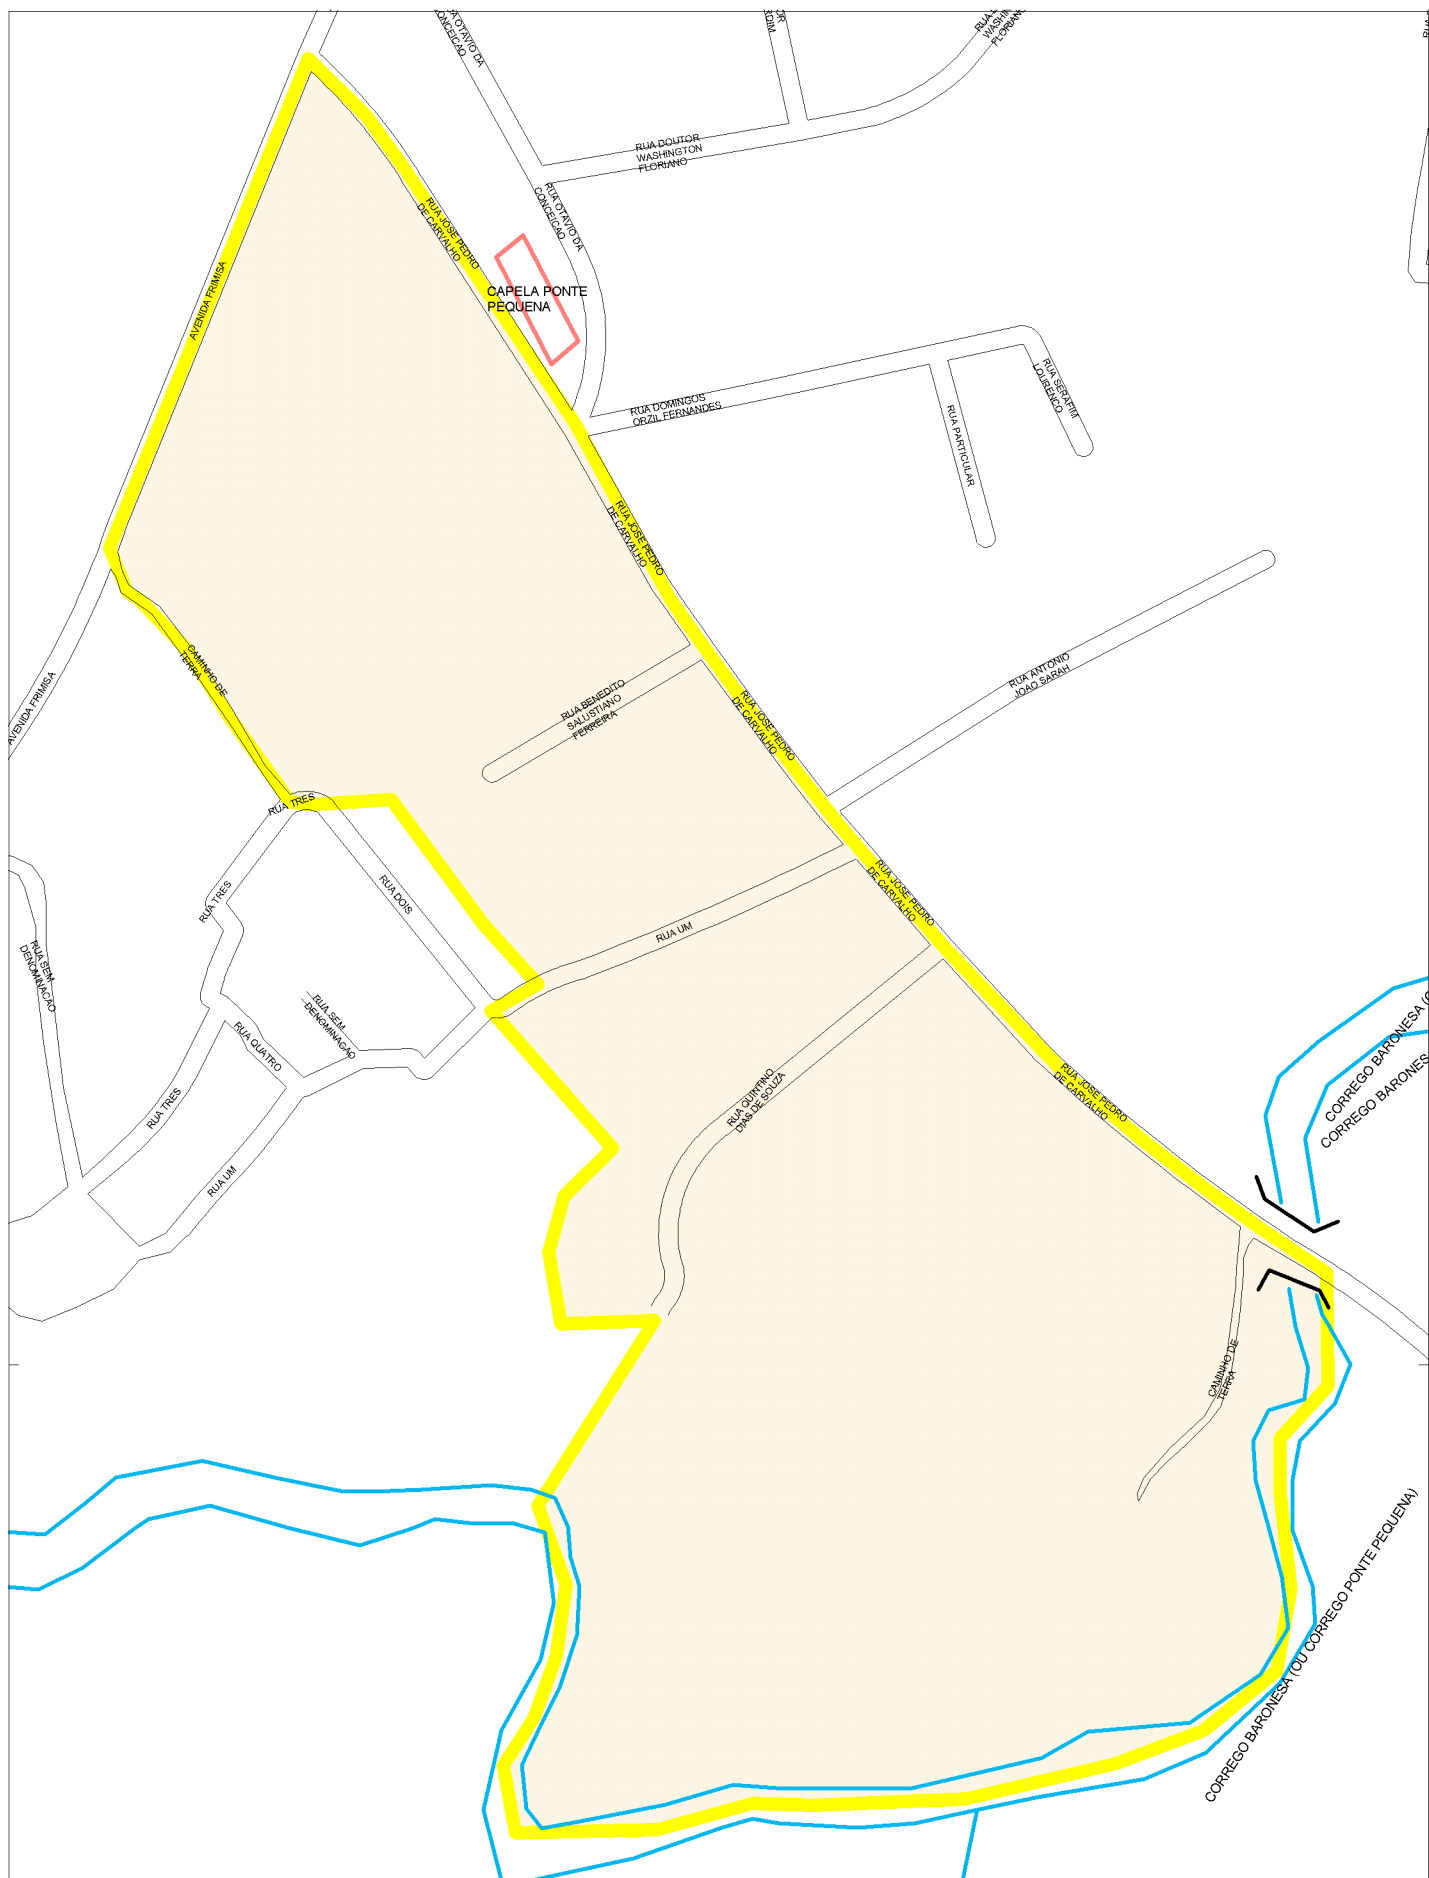 RUA OTAVIO DA
CONCEICAO
RUA DOUTOR
WASHINGTON
FLORIANO
RUA OTAVIO DA
CONCEICAO
RUA JOSE PEDRO
DE CARVALHO
AVENIDA FRIMISA
CAPELA PONTE
PEQUENA
RUA DOMINGOS
ORZIL FERNANDES
RUA SERAFIM
LOURENCO
RUA PARTICULAR
RUA JOSE PEDRO
DE CARVALHO
CAMINHO DE
TERRA
AVENIDA FRIMISA
RUA BENEDITO
SALUSTIANO
FERREIRA
RUA ANTONIO
JOAO SARAH
RUA JOSE PEDRO
DE CARVALHO
RUA TRES
RUA TRES
RUA DOIS
RUA UM
RUA JOSE PEDRO
DE CARVALHO
RUA SEM
DENOMINACAO
RUA SEM
DENOMINACAO
RUA QUATRO
RUA TRES
RUA UM
RUA QUINTINO
DIAS DE SOUZA
RUA JOSE PEDRO
DE CARVALHO
CORREGO BARONESA
CORREGO BARONES
CAMINHO DE
TERRA
CORREGO BARONESA (OU CORREGO PONTE PEQUENA)